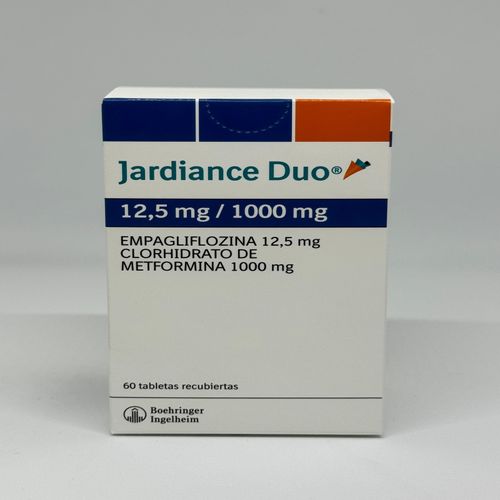 Jardiance Duo®
12,5 mg / 1000 mg
EMPAGLIFLOZINA 12,5 mg
CLORHIDRATO DE
METFORMINA 1000 mg
60 tabletas recubiertas
Boehringer
Ingelheim